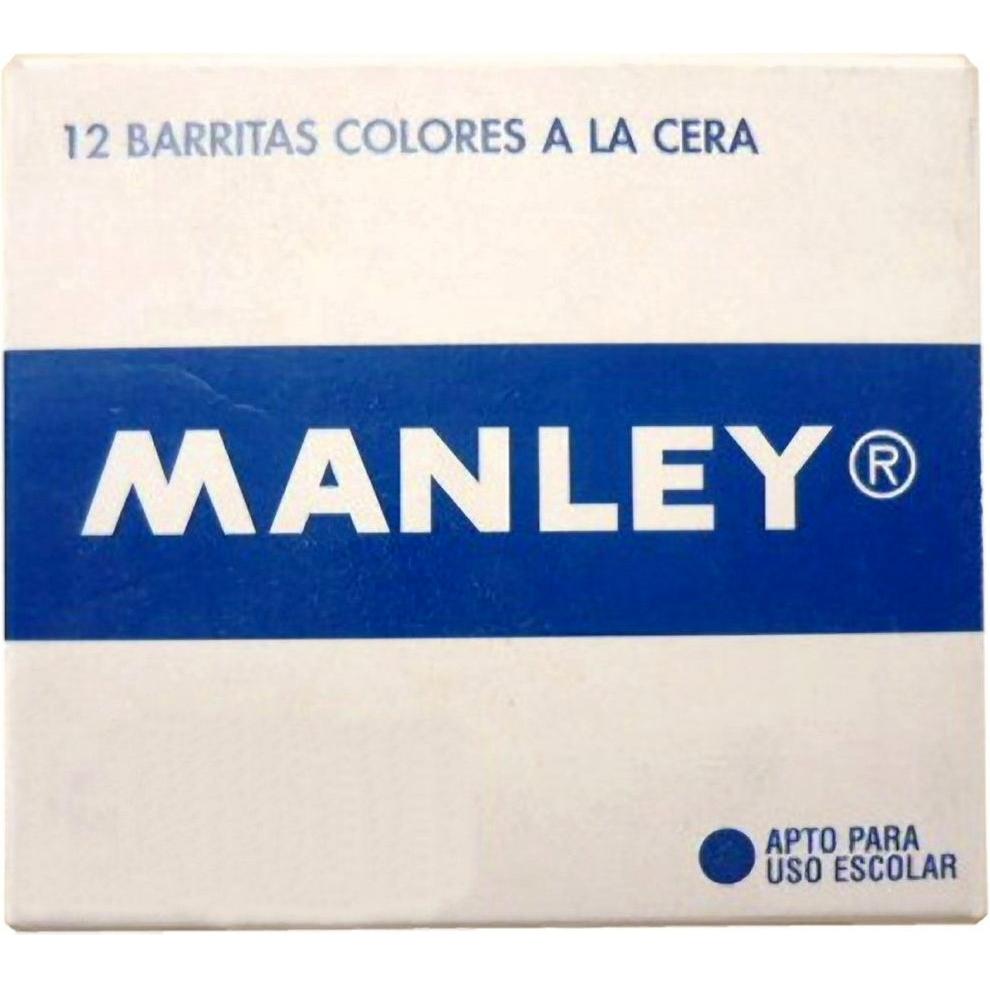 12 BARRITAS COLORES A LA CERA
MANLEY®
APTO PARA
USO ESCOLAR